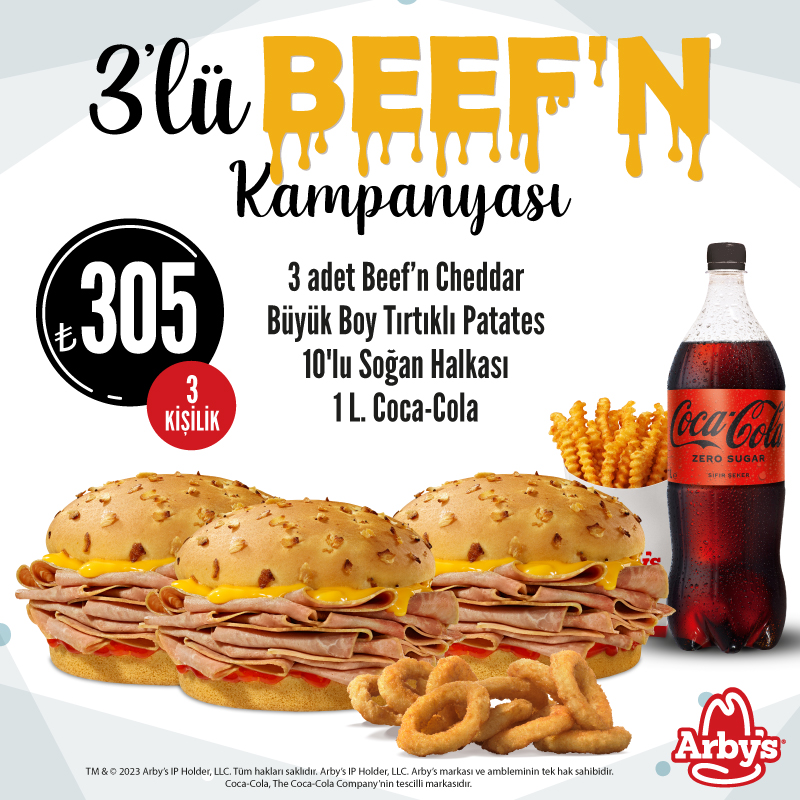 3'lü BEEF'N
Kampanyası
₺305
3
KİŞİLİK
3 adet Beef'n Cheddar
Büyük Boy Tırtıklı Patates
10'lu Soğan Halkası
1 L. Coca-Cola
Coca-Cola
ZERO SUGAR
SIFIR ŞEKER
Arby's
TM & © 2023 Arby's IP Holder, LLC. Tüm hakları saklıdır. Arby's IP Holder, LLC. Arby's markası ve ambleminin tek hak sahibidir.
Coca-Cola, The Coca-Cola Company'nin tescilli markasıdır.